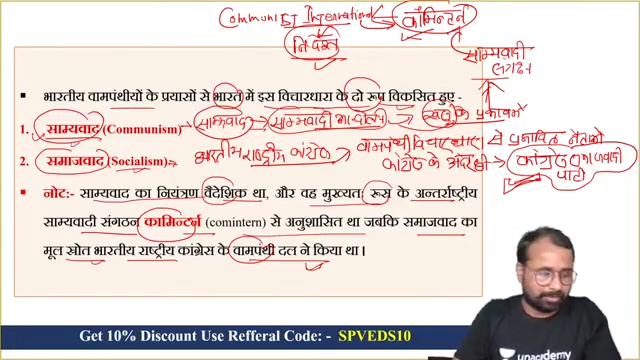 Communist International
कॉमिन्टर्न
निर्देश
साम्यवादी
संगठन
भारतीय वामपंथीयों के प्रयासों से भारत में इस विचारधारा के दो रूप विकसित हुए -
1. साम्यवाद (Communism)
साम्यवाद साम्यवादी आन्दोलन के प्रभाव में
2. समाजवाद (Socialism)
भारतीय राष्ट्रीय कांग्रेस
वामपंथी विचारधारा से प्रभावित नेताओं
कांग्रेस के अंदर ही
कांग्रेस समाजवादी
पार्टी
नोट: साम्यवाद का नियंत्रण वैदेशिक था, और वह मुख्यतः रूस के अन्तर्राष्ट्रीय
साम्यवादी संगठन कामिन्टर्न (comintern) से अनुशासित था जबकि समाजवाद का
मूल स्रोत भारतीय राष्ट्रीय कांग्रेस के वामपंथी दल ने किया था।
unacademy
Get 10% Discount Use Refferal Code: - SPVEDS10